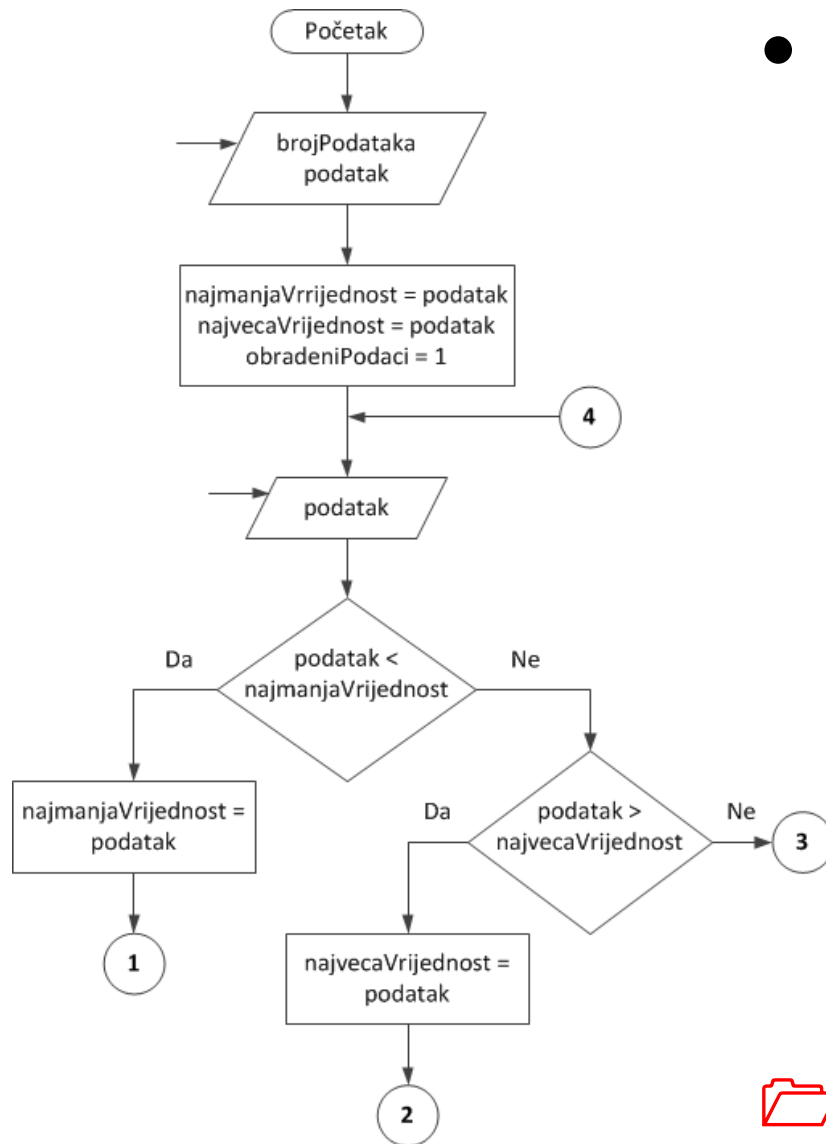 Početak
brojPodataka
podatak
najmanjaVrrijednost = podatak
najvecaVrijednost = podatak
obradeniPodaci = 1
4
podatak
Da
podatak <
najmanjaVrijednost
Ne
najmanjaVrijednost =
podatak
Da
podatak >
najvecaVrijednost
Ne
3
1
najvecaVrijednost =
podatak
2